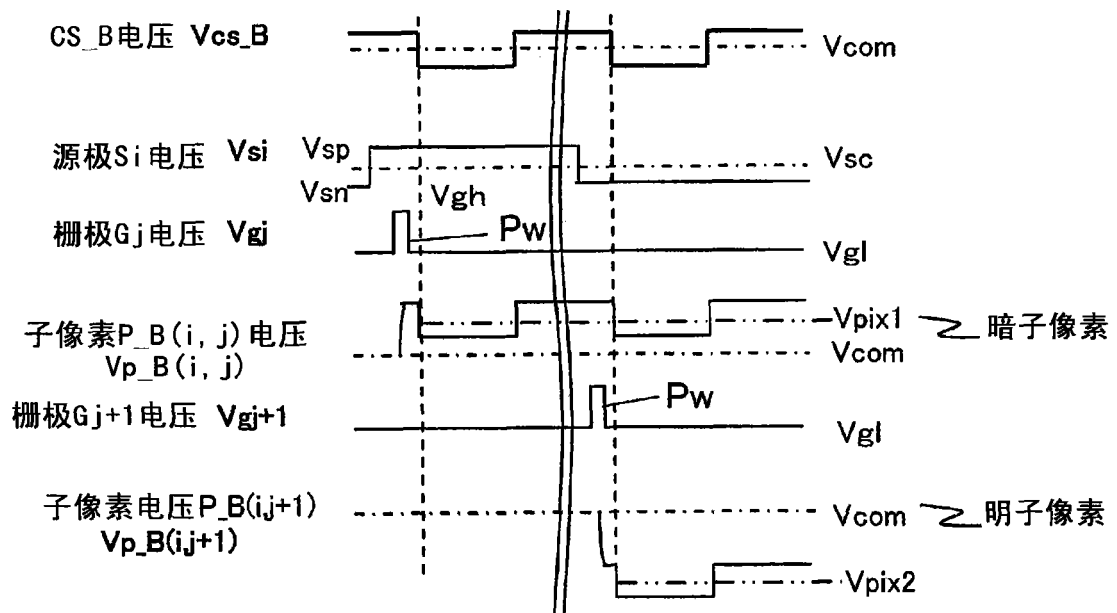 CS_B电压 Vcs_B
Vcom
源极Si电压 Vsi
Vsp
Vsc
Vsn
Vgh
栅极Gj电压 Vgj
Pw
Vgl
子像素P_B(i, j)电压
Vp_B(i, j)
Vpix1
暗子像素
Vcom
栅极Gj+1电压 Vgj+1
Pw
Vgl
子像素电压P_B(i,j+1)
Vp_B(i,j+1)
Vcom
明子像素
Vpix2